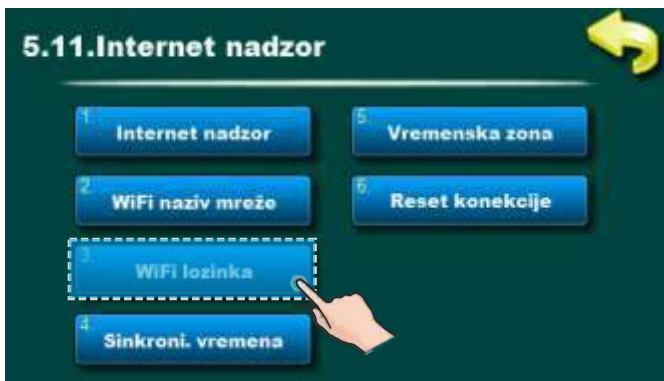 5.11.Internet nadzor
1.
Internet nadzor
2.
WiFi naziv mreže
3.
WiFi lozinka
4.
Sinkroni. vremena
5.
Vremenska zona
6.
Reset konekcije